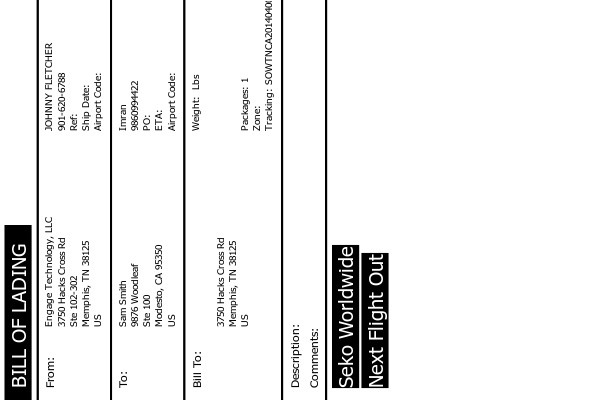 BILL OF LADING
From:
Engage Technology, LLC
3750 Hacks Cross Rd
Ste 102-302
Memphis, TN 38125
US
JOHNNY FLETCHER
901-620-6788
Ref:
Ship Date:
Airport Code:
To:
Sam Smith
9876 Woodleaf
Ste 100
Modesto, CA 95350
US
Imran
9860994422
PO:
ETA:
Airport Code:
Bill To:
3750 Hacks Cross Rd
Memphis, TN 38125
US
Weight: Lbs
Packages: 1
Zone:
Tracking:
Description:
Comments:
Seko Worldwide
Next Flight Out